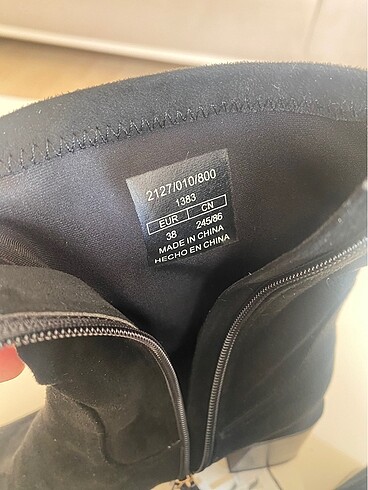 2127/010/800
1383
EUR CN
38 245/86
MADE IN CHINA
HECHO EN CHINA